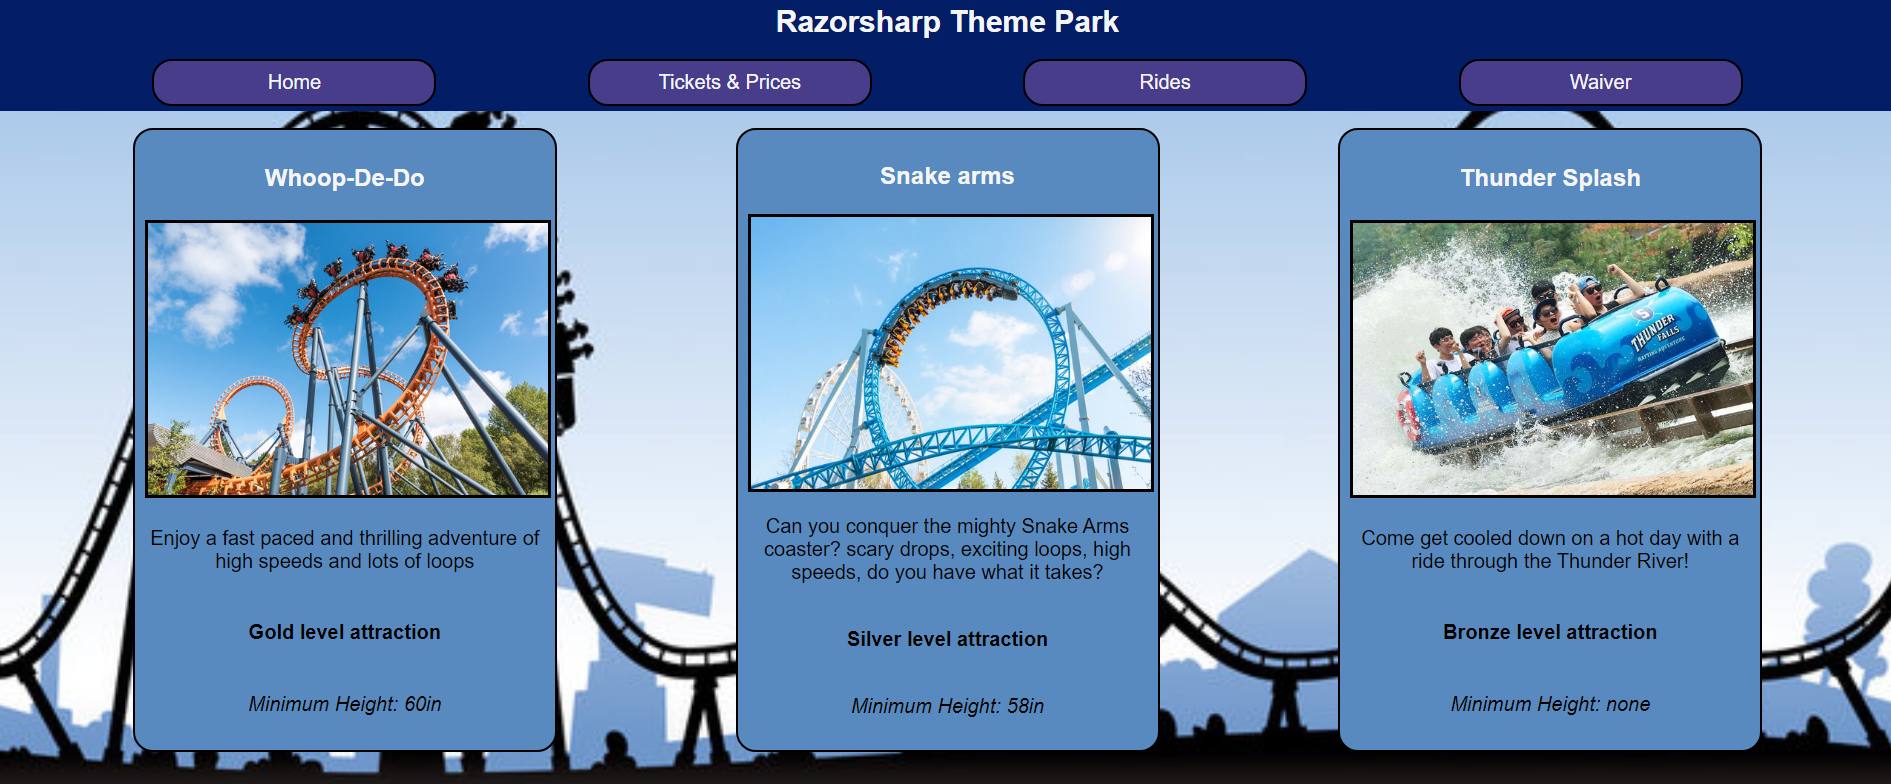 Razorsharp Theme Park
Home
Tickets & Prices
Rides
Waiver
Whoop-De-Do
Enjoy a fast paced and thrilling adventure of
high speeds and lots of loops
Gold level attraction
Minimum Height: 60in
Snake arms
Can you conquer the mighty Snake Arms
coaster? scary drops, exciting loops, high
speeds, do you have what it takes?
Silver level attraction
Minimum Height: 58in
Thunder Splash
5
THUNDER
FALLS
RAFTING ADVENTURE
Come get cooled down on a hot day with a
ride through the Thunder River!
Bronze level attraction
Minimum Height: none